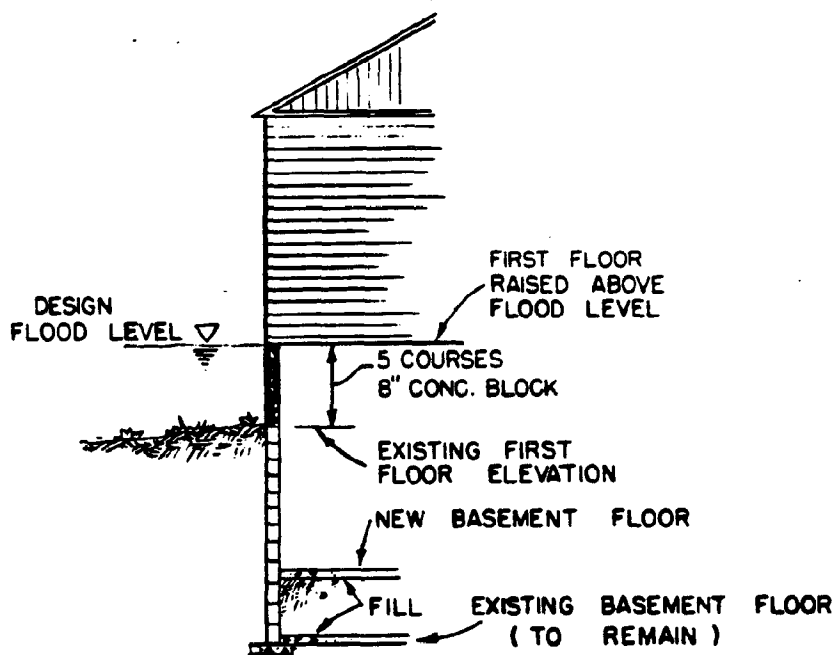 FIRST FLOOR
RAISED ABOVE
FLOOD LEVEL
DESIGN
FLOOD LEVEL
5 COURSES
8" CONC. BLOCK
EXISTING FIRST
FLOOR ELEVATION
NEW BASEMENT FLOOR
FILL
EXISTING BASEMENT FLOOR
( TO REMAIN )